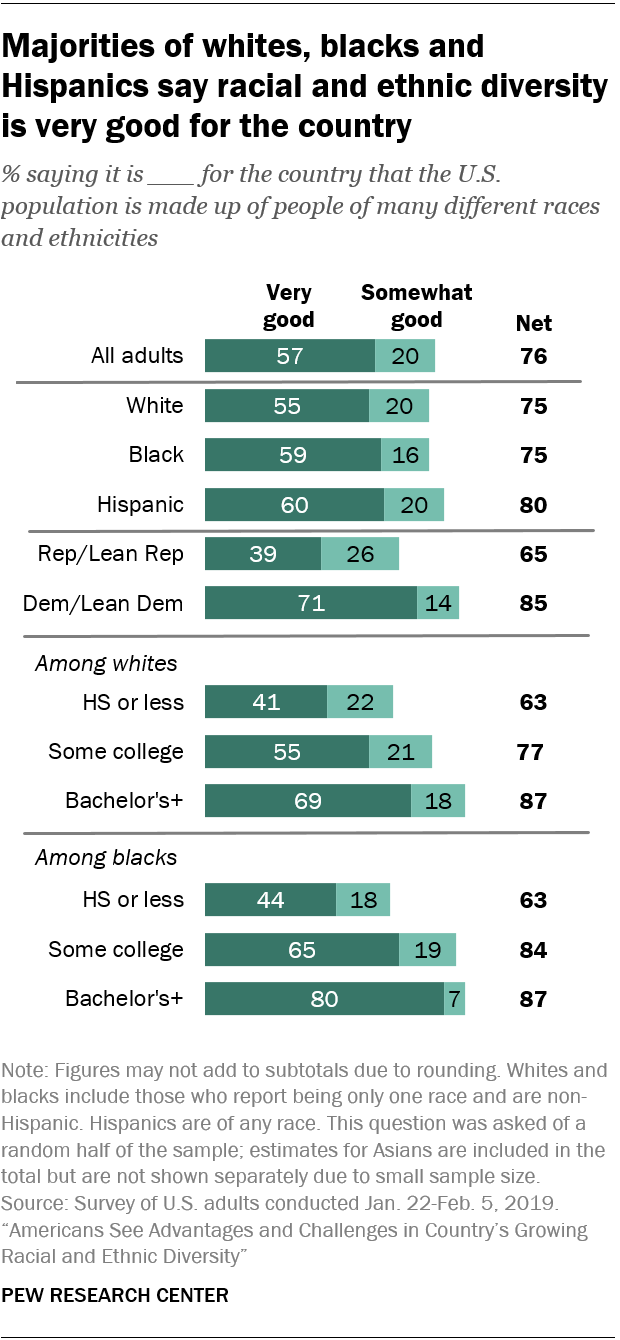 Majorities of whites, blacks and
Hispanics say racial and ethnic diversity
is very good for the country
% saying it is ___ for the country that the U.S.
population is made up of people of many different races
and ethnicities
Very good Somewhat good Net
All adults 57 20 76
White 55 20 75
Black 59 16 75
Hispanic 60 20 80
Rep/Lean Rep 39 26 65
Dem/Lean Dem 71 14 85
Among whites
HS or less 41 22 63
Some college 55 21 77
Bachelor's+ 69 18 87
Among blacks
HS or less 44 18 63
Some college 65 19 84
Bachelor's+ 80 7 87
Note: Figures may not add to subtotals due to rounding. Whites and
blacks include those who report being only one race and are non-
Hispanic. Hispanics are of any race. This question was asked of a
random half of the sample; estimates for Asians are included in the
total but are not shown separately due to small sample size.
Source: Survey of U.S. adults conducted Jan. 22-Feb. 5, 2019.
“Americans See Advantages and Challenges in Country’s Growing
Racial and Ethnic Diversity”
PEW RESEARCH CENTER